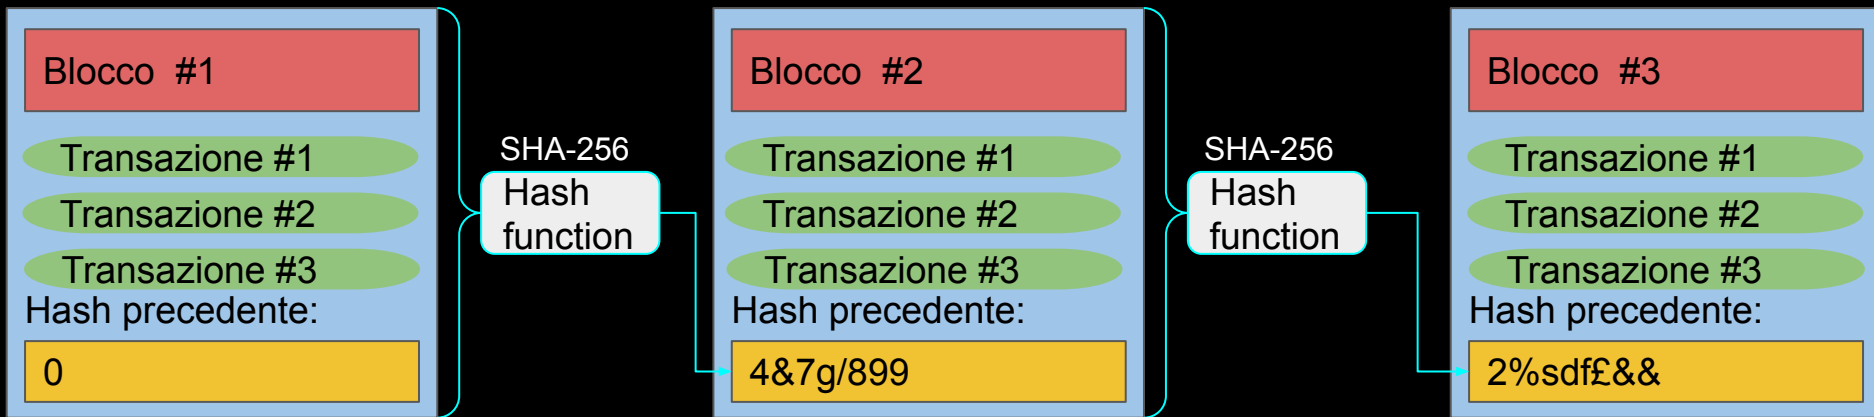 Blocco #1
Transazione #1
Transazione #2
Transazione #3
Hash precedente:
0
SHA-256
Hash
function
Blocco #2
Transazione #1
Transazione #2
Transazione #3
Hash precedente:
4&7g/899
SHA-256
Hash
function
Blocco #3
Transazione #1
Transazione #2
Transazione #3
Hash precedente:
2%sdf£&&